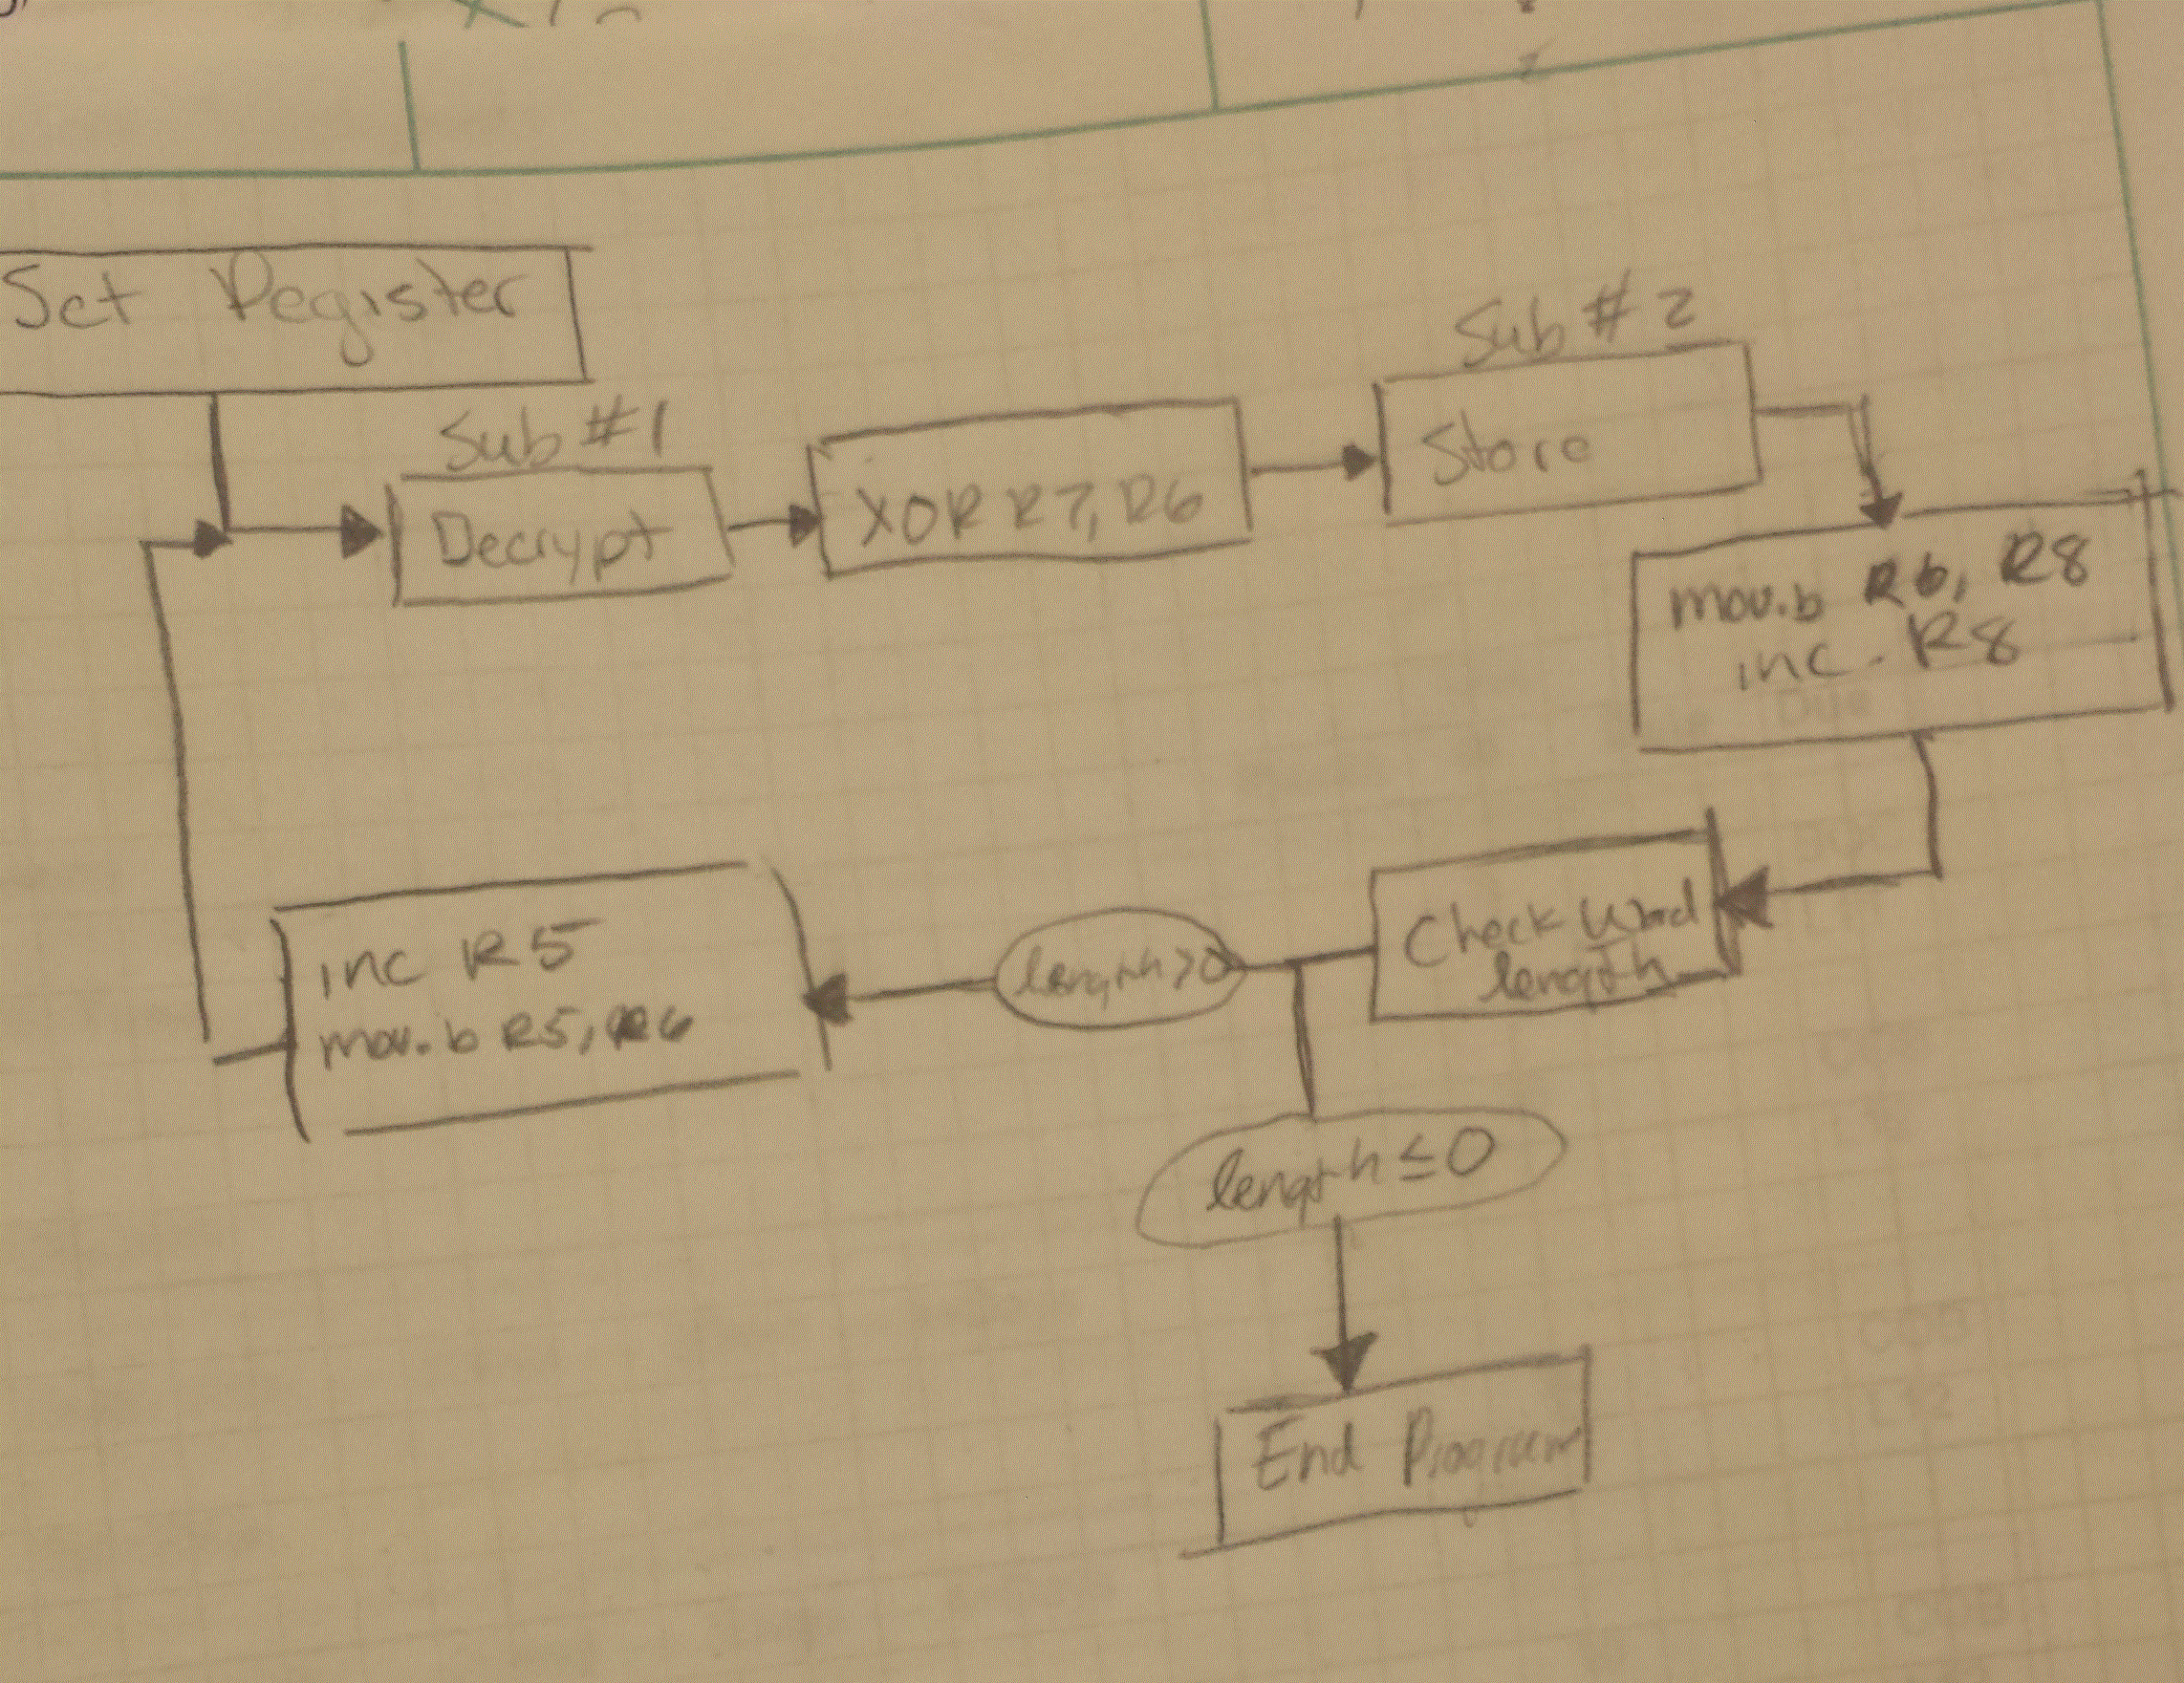 Set Register
Sub #1
Decrypt
XOR R7, R6
Sub #2
Store
mov.b R6, R8
inc. R8
Check Word
length
length >0
inc R5
mov.b R5, R6
length ≤ 0
End Program